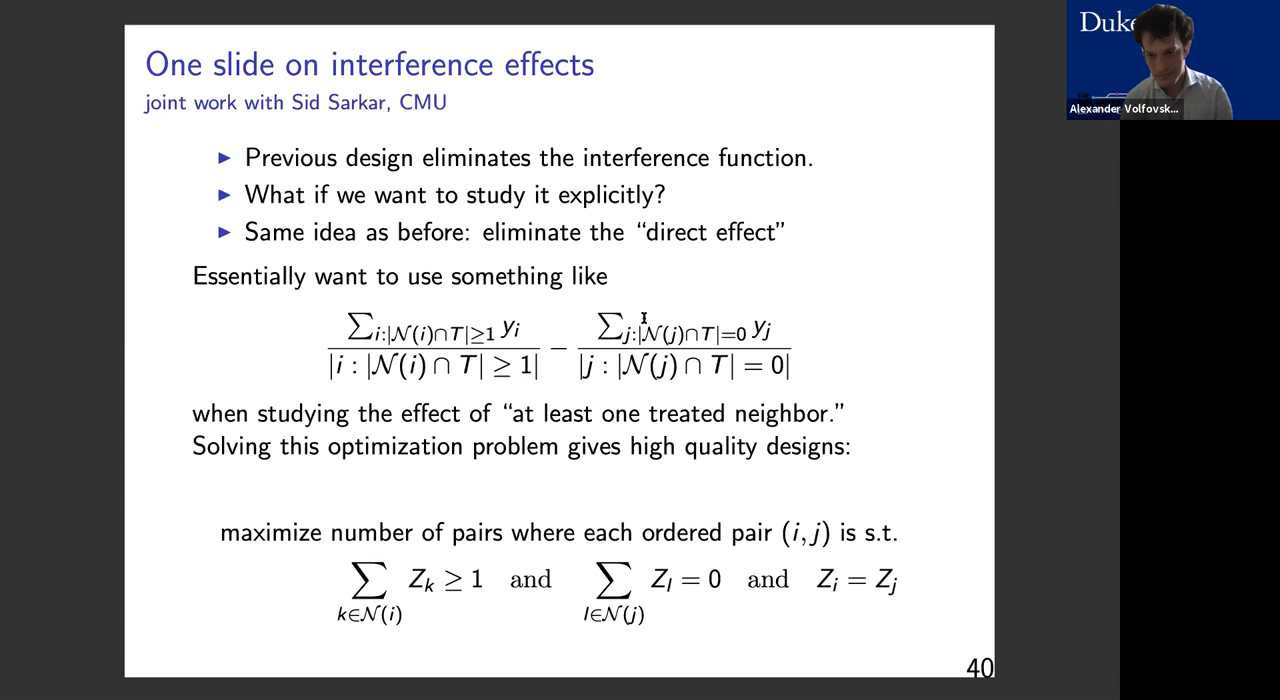 One slide on interference effects
joint work with Sid Sarkar, CMU
▶ Previous design eliminates the interference function.
▶ What if we want to study it explicitly?
▶ Same idea as before: eliminate the “direct effect”
Essentially want to use something like
∑_{i:|𝒩(i)∩T|≥1} y_i / |i : |𝒩(i) ∩ T| ≥ 1| − ∑_{j:|𝒩(j)∩T|=0} y_j / |j : |𝒩(j) ∩ T| = 0|
when studying the effect of “at least one treated neighbor.”
Solving this optimization problem gives high quality designs:
maximize number of pairs where each ordered pair (i, j) is s.t.
∑_{k∈𝒩(i)} Z_k ≥ 1 and ∑_{l∈𝒩(j)} Z_l = 0 and Z_i = Z_j
40
Duke
Alexander Volfovsk...